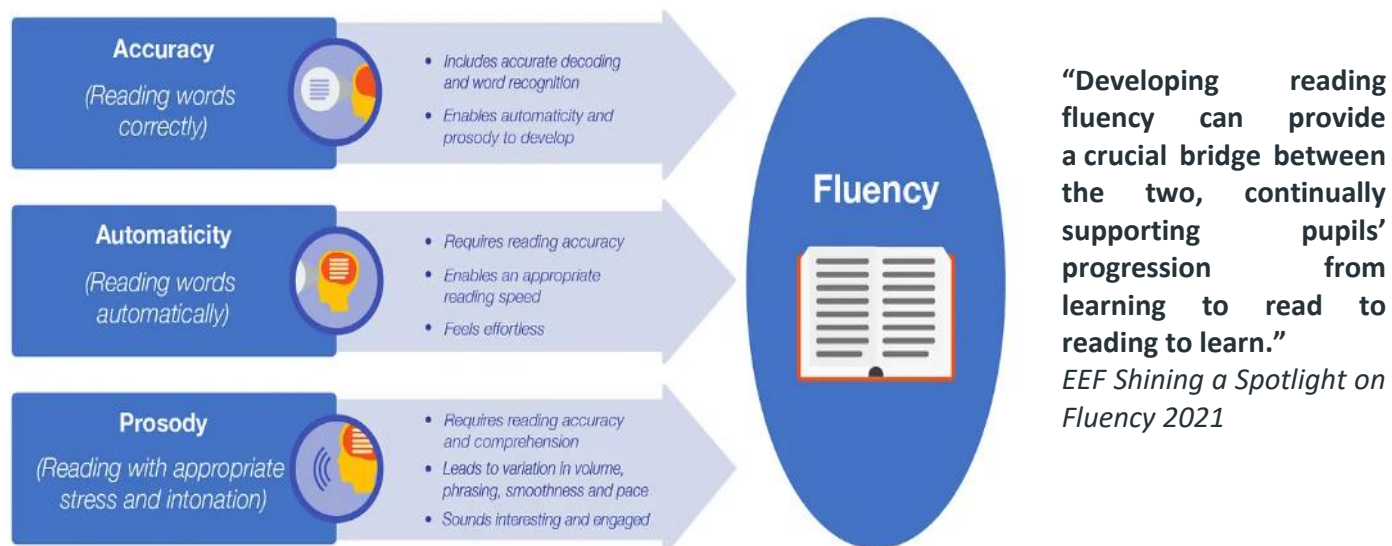 Accuracy
(Reading words
correctly)
• Includes accurate decoding
and word recognition
• Enables automaticity and
prosody to develop
Automaticity
(Reading words
automatically)
• Requires reading accuracy
• Enables an appropriate
reading speed
• Feels effortless
Prosody
(Reading with appropriate
stress and intonation)
• Requires reading accuracy
and comprehension
• Leads to variation in volume,
phrasing, smoothness and pace
• Sounds interesting and engaged
Fluency
“Developing reading
fluency can provide
a crucial bridge between
the two, continually
supporting pupils’
progression from
learning to read to
reading to learn.”
EEF Shining a Spotlight on
Fluency 2021